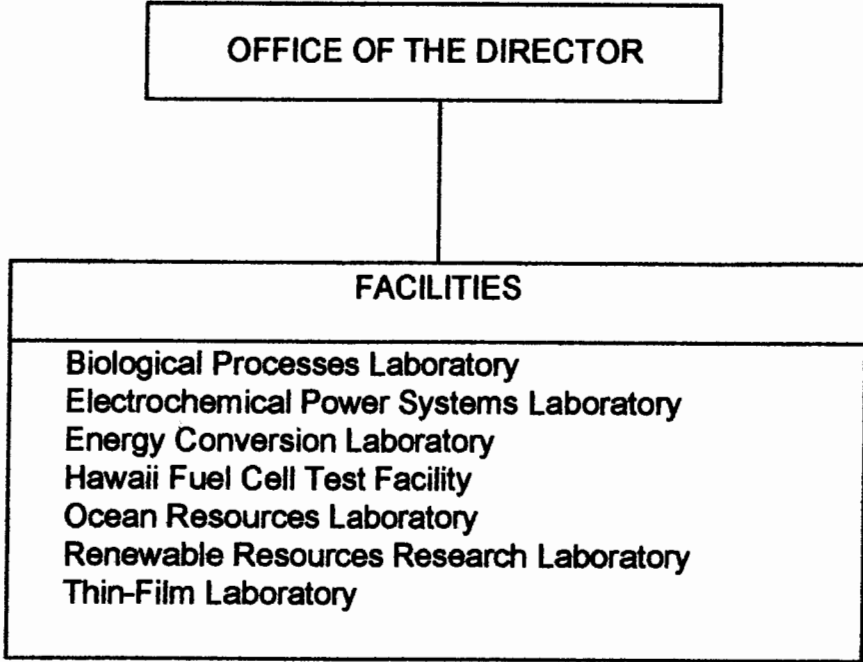 OFFICE OF THE DIRECTOR
FACILITIES
Biological Processes Laboratory
Electrochemical Power Systems Laboratory
Energy Conversion Laboratory
Hawaii Fuel Cell Test Facility
Ocean Resources Laboratory
Renewable Resources Research Laboratory
Thin-Film Laboratory